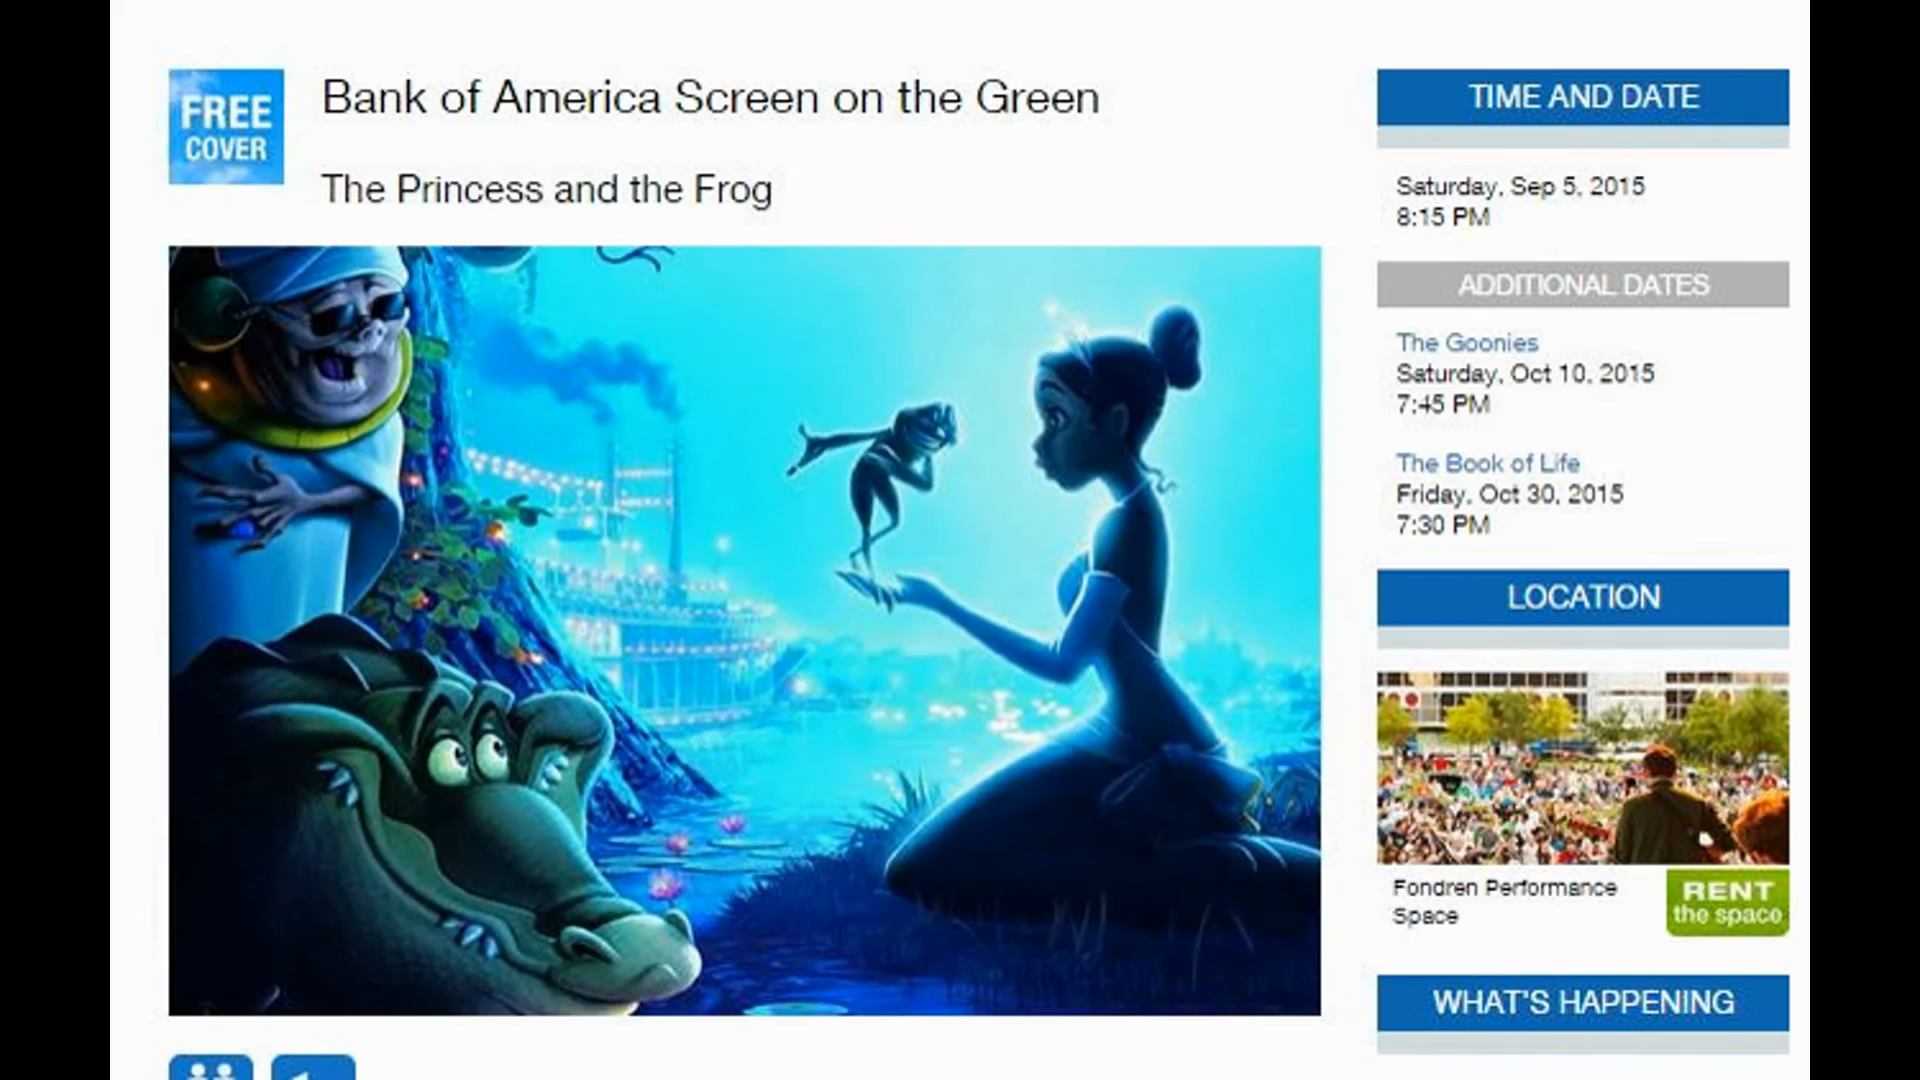 FREE
COVER
Bank of America Screen on the Green
The Princess and the Frog
TIME AND DATE
Saturday, Sep 5, 2015
8:15 PM
ADDITIONAL DATES
The Goonies
Saturday, Oct 10, 2015
7:45 PM
The Book of Life
Friday, Oct 30, 2015
7:30 PM
LOCATION
Fondren Performance
Space
RENT
the space
WHAT'S HAPPENING